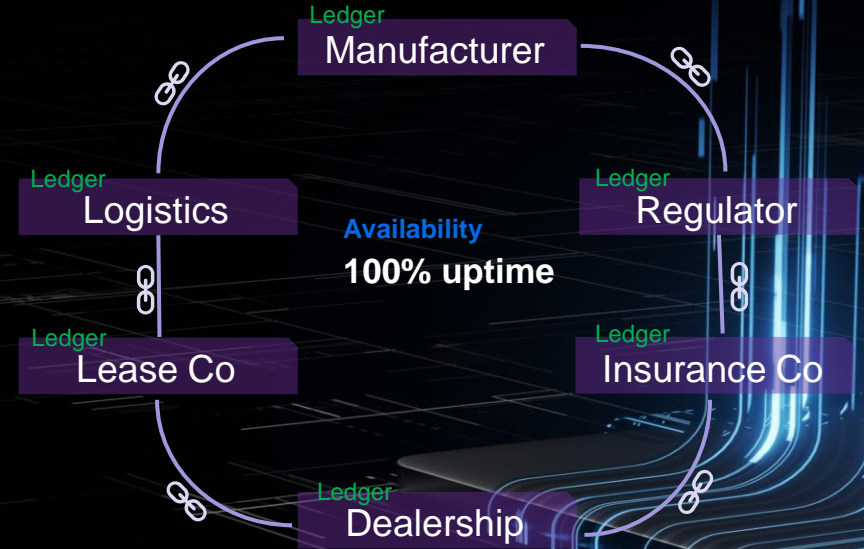 Ledger
Manufacturer
Ledger
Logistics
Ledger
Regulator
Availability
100% uptime
Ledger
Lease Co
Ledger
Insurance Co
Ledger
Dealership